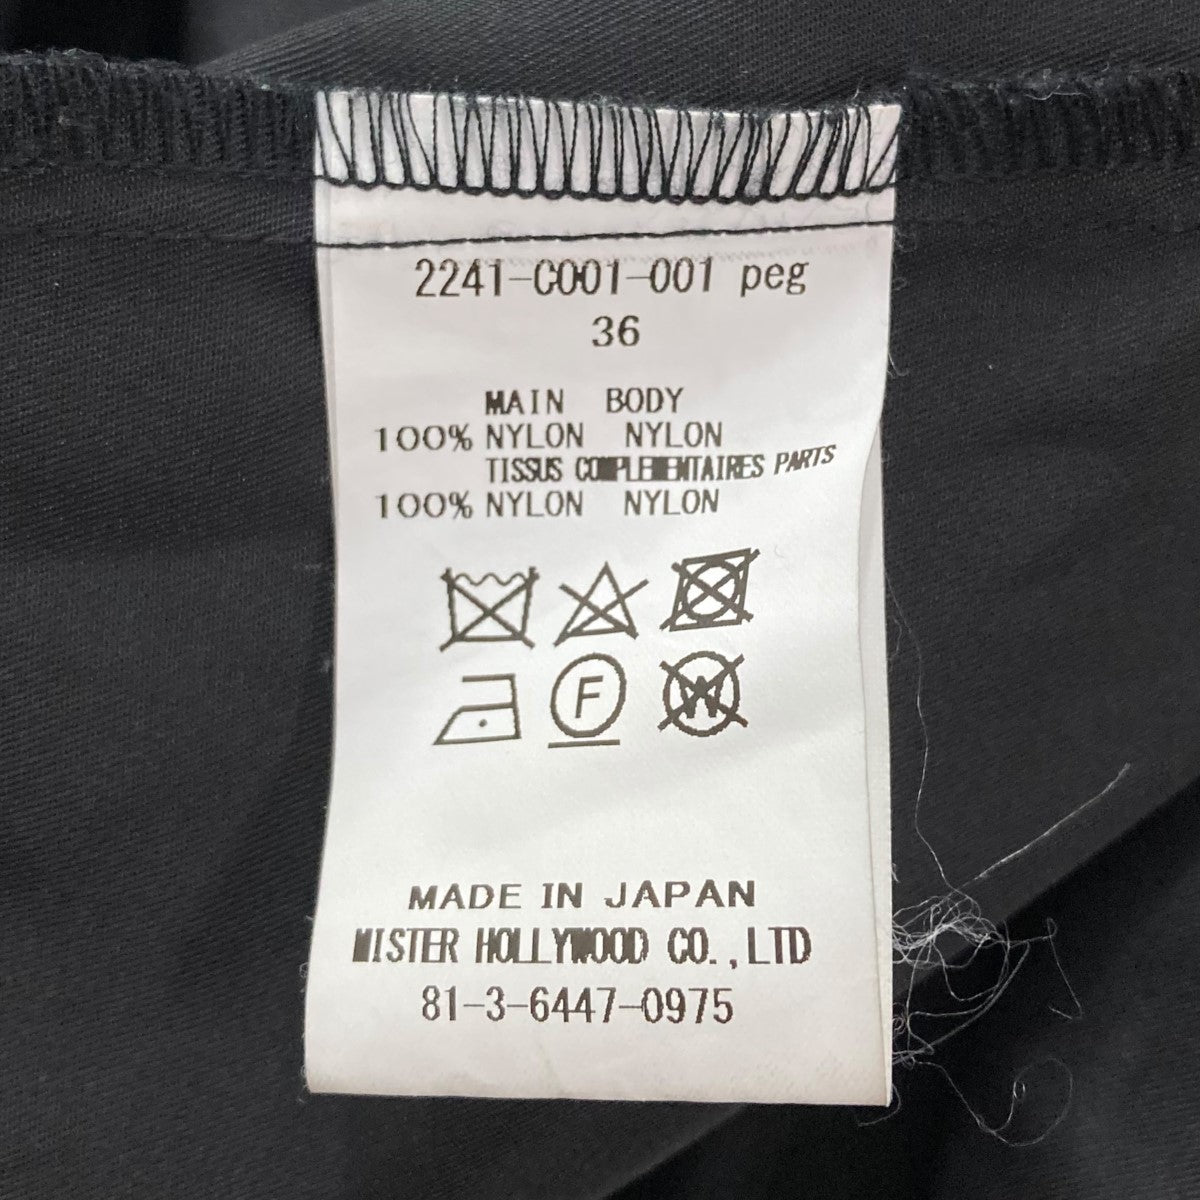 2241-C001-001 peg
36
MAIN BODY
100% NYLON NYLON
TISSUS COMPLEMENTAIRES PARTS
100% NYLON NYLON
F
W
MADE IN JAPAN
MISTER HOLLYWOOD CO.,LTD
81-3-6447-0975